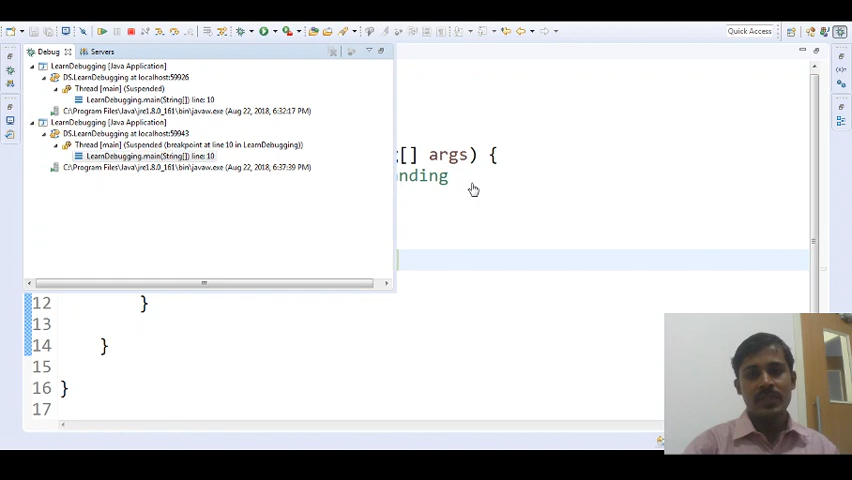 Quick Access
Debug Servers
LearnDebugging [Java Application]
DS.LearnDebugging at localhost:59926
Thread [main] (Suspended)
LearnDebugging.main(String[]) line: 10
C:\Program Files\Java\jre1.8.0_161\bin\javaw.exe (Aug 22, 2018, 6:32:17 PM)
LearnDebugging [Java Application]
DS.LearnDebugging at localhost:59943
Thread [main] (Suspended (breakpoint at line 10 in LearnDebugging))
LearnDebugging.main(String[]) line: 10
C:\Program Files\Java\jre1.8.0_161\bin\javaw.exe (Aug 22, 2018, 6:37:39 PM)
[] args) {
nding
12 }
13
14 }
15
16 }
17